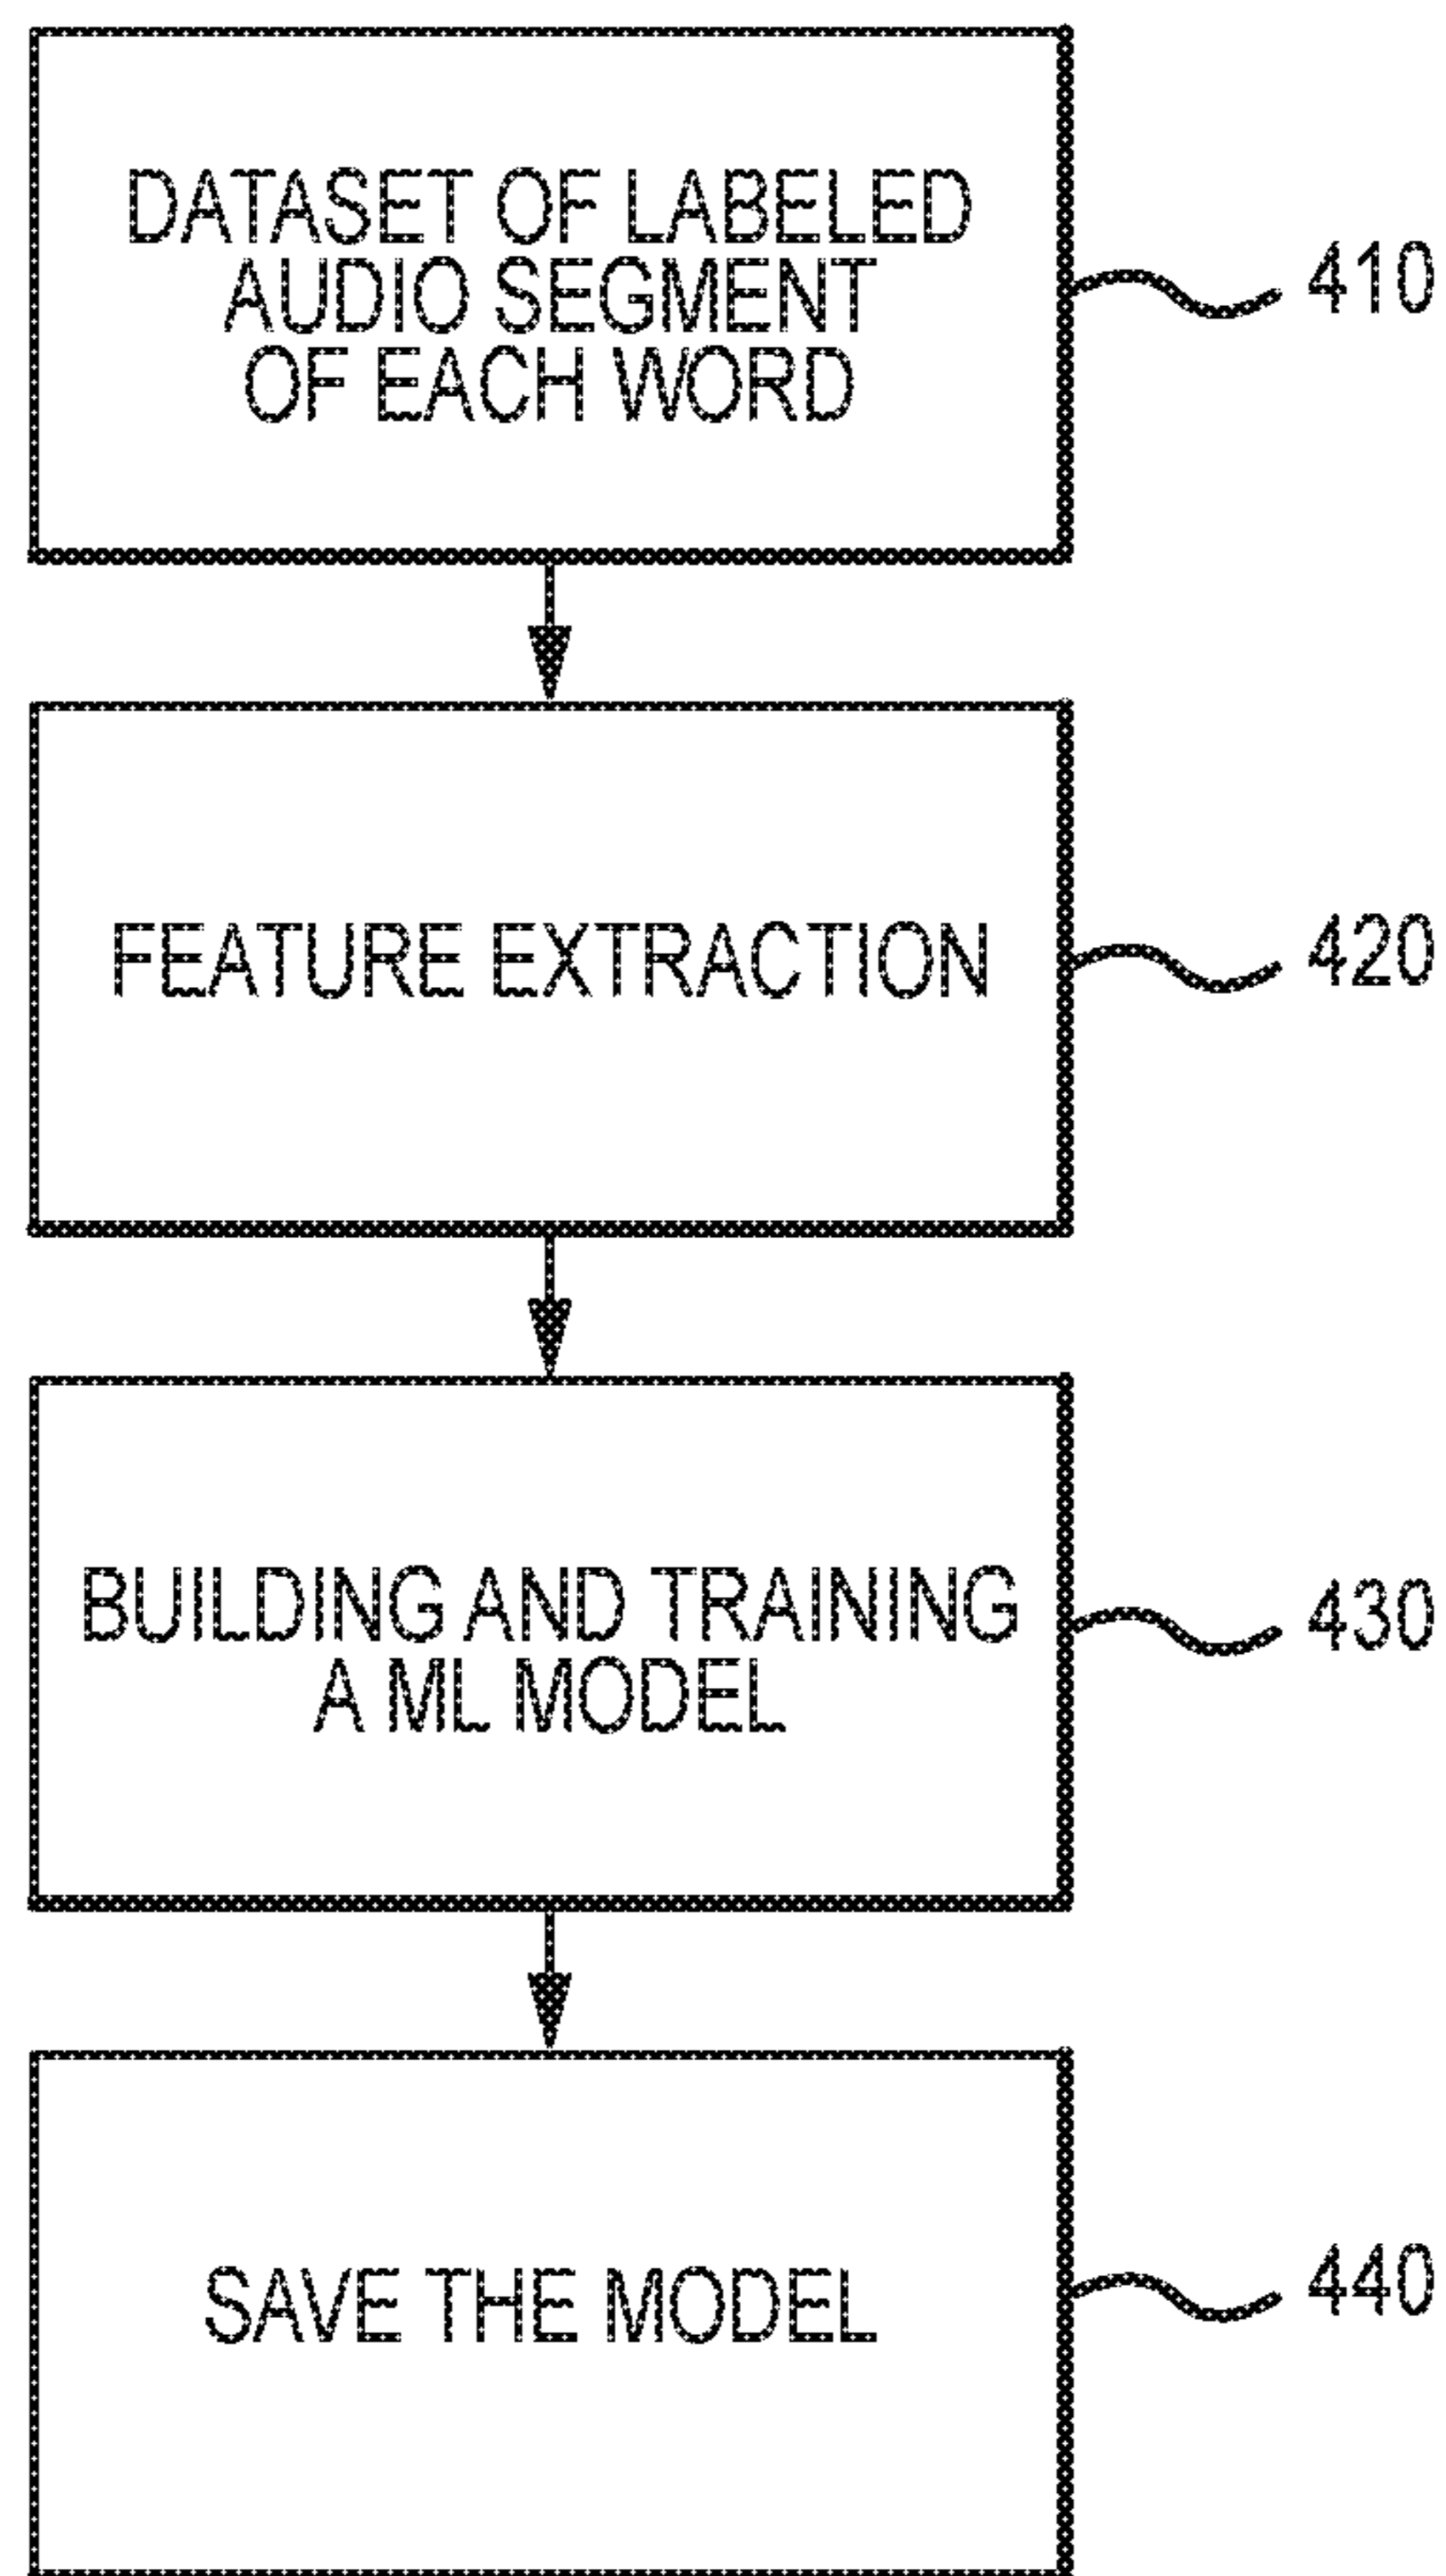 DATASET OF LABELED
AUDIO SEGMENT
OF EACH WORD
410
FEATURE EXTRACTION
420
BUILDING AND TRAINING
A ML MODEL
430
SAVE THE MODEL
440